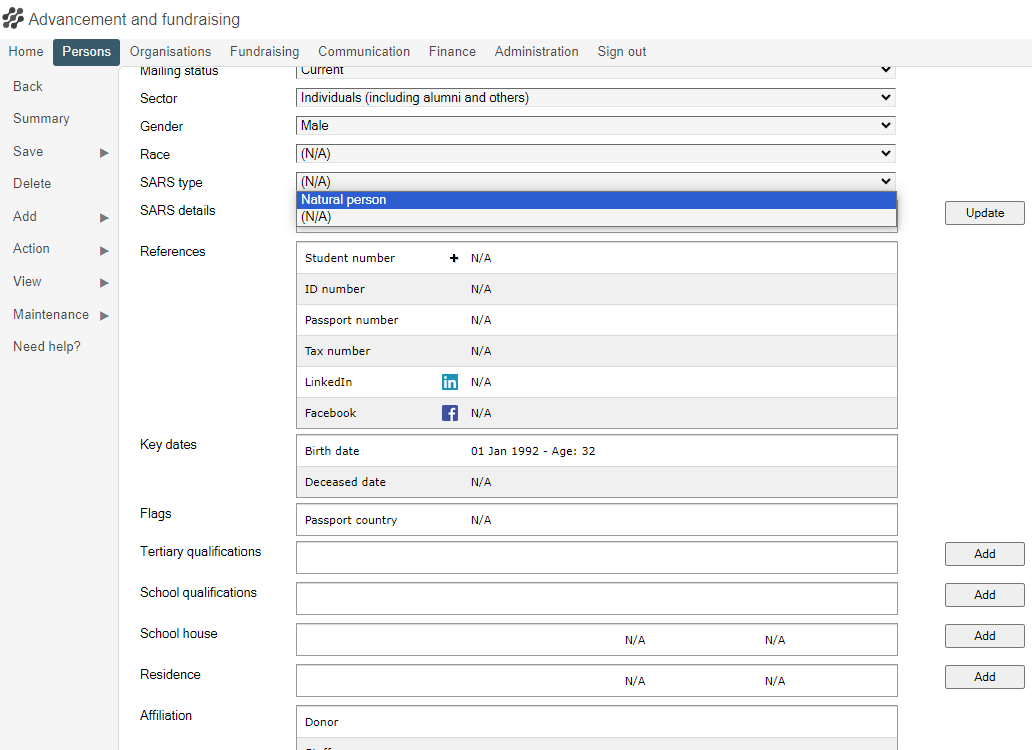 Advancement and fundraising
Home Persons Organisations Fundraising Communication Finance Administration Sign out
Back
Summary
Save
Delete
Add
Action
View
Maintenance
Need help?
Mailing status Current
Sector Individuals (including alumni and others)
Gender Male
Race (N/A)
SARS type (N/A)
Natural person
(N/A)
SARS details Update
References
Student number + N/A
ID number N/A
Passport number N/A
Tax number N/A
LinkedIn in N/A
Facebook f N/A
Key dates
Birth date 01 Jan 1992 - Age: 32
Deceased date N/A
Flags
Passport country N/A
Tertiary qualifications Add
School qualifications Add
School house N/A N/A Add
Residence N/A N/A Add
Affiliation
Donor